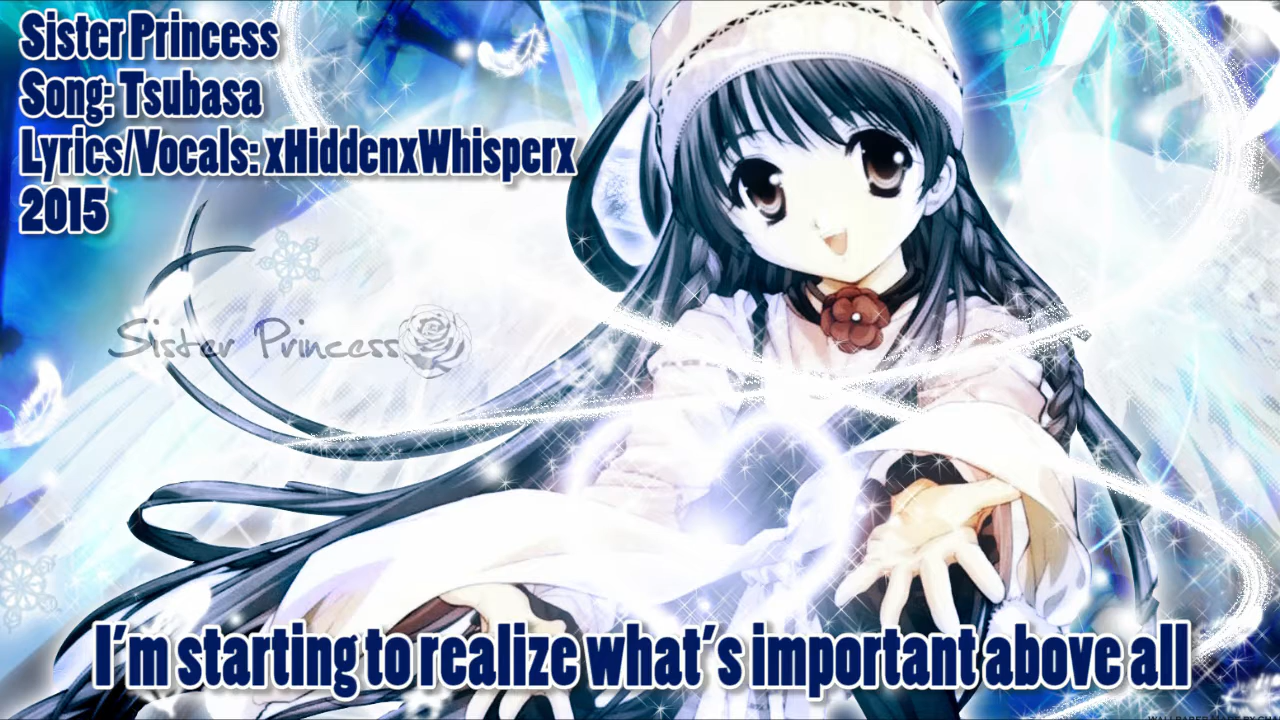 Sister Princess
Song: Tsubasa
Lyrics/Vocals: xHiddenxWhisperx
2015
Sister Princess
I'm starting to realize what's important above all